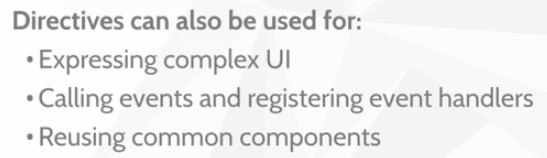 Directives can also be used for:
• Expressing complex UI
• Calling events and registering event handlers
• Reusing common components